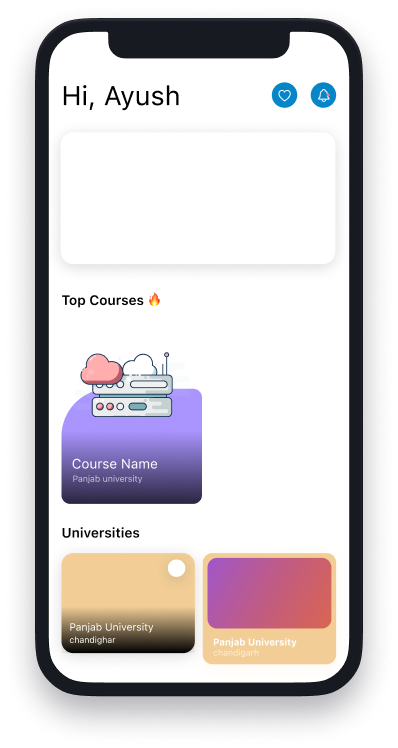 Hi, Ayush
Top Courses 🔥
Course Name
Panjab university
Universities
Panjab University
chandighar
Panjab University
chandigarh